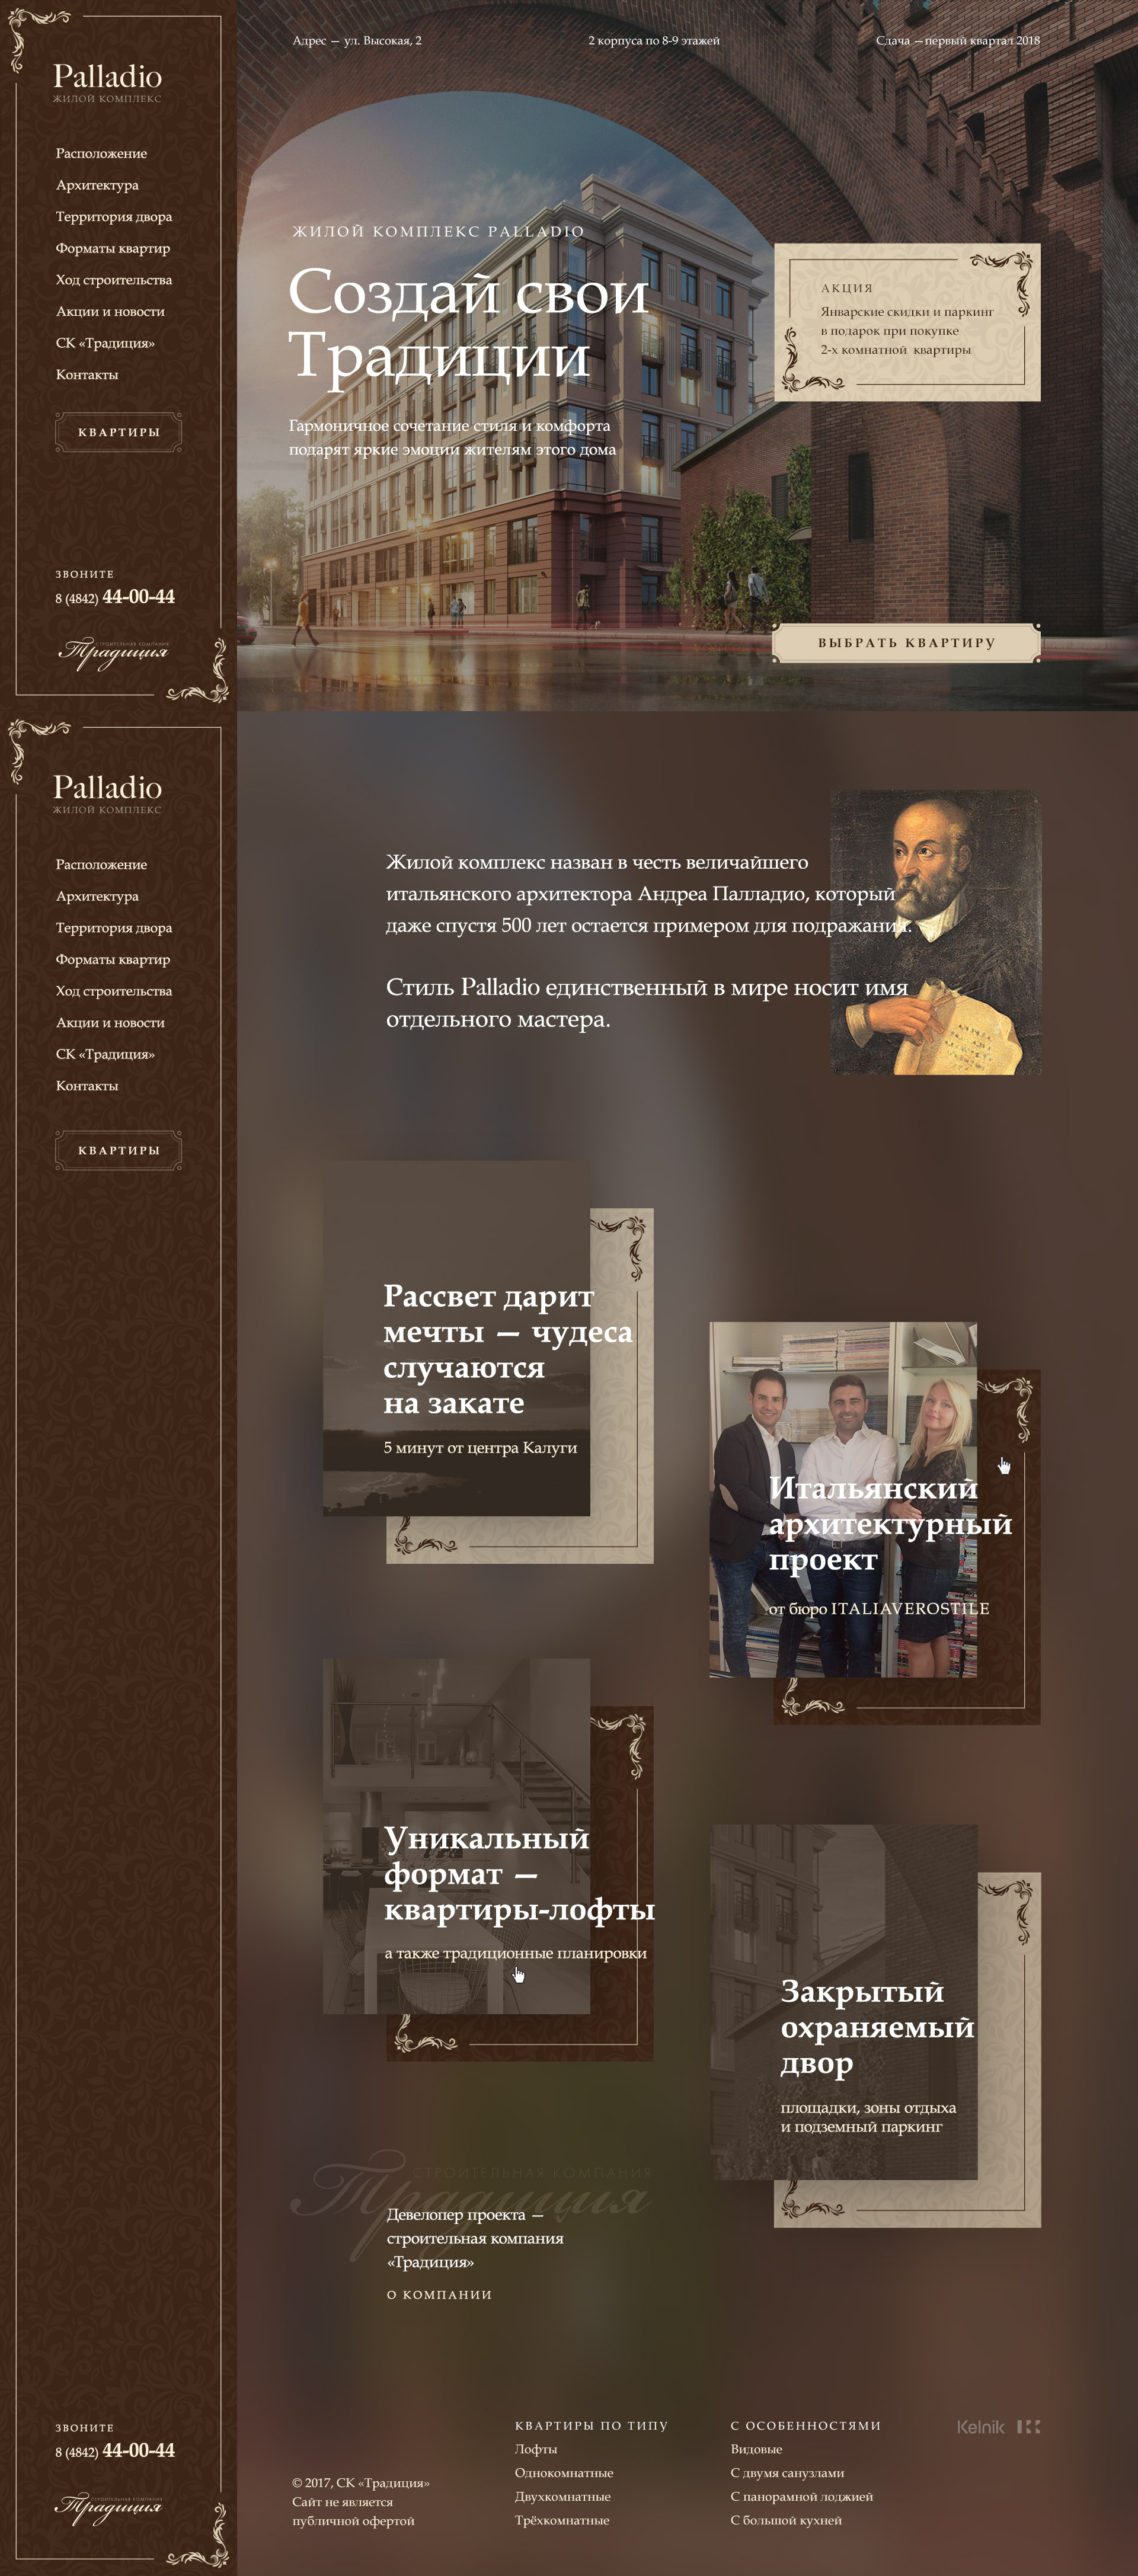 Palladio
ЖИЛОЙ КОМПЛЕКС
Расположение
Архитектура
Территория двора
Форматы квартир
Ход строительства
Акции и новости
СК «Традиция»
Контакты
КВАРТИРЫ
ЗВОНИТЕ
8 (4842) 44-00-44
СТРОИТЕЛЬНАЯ КОМПАНИЯ
Традиция
Адрес — ул. Высокая, 2
2 корпуса по 8-9 этажей
Сдача —первый квартал 2018
ЖИЛОЙ КОМПЛЕКС PALLADIO
Создай свои
Традиции
Гармоничное сочетание стиля и комфорта
подарят яркие эмоции жителям этого дома
АКЦИЯ
Январские скидки и паркинг
в подарок при покупке
2-х комнатной квартиры
ВЫБРАТЬ КВАРТИРУ
Palladio
ЖИЛОЙ КОМПЛЕКС
Расположение
Архитектура
Территория двора
Форматы квартир
Ход строительства
Акции и новости
СК «Традиция»
Контакты
КВАРТИРЫ
ЗВОНИТЕ
8 (4842) 44-00-44
СТРОИТЕЛЬНАЯ КОМПАНИЯ
Традиция
Жилой комплекс назван в честь величайшего
итальянского архитектора Андреа Палладио, который
даже спустя 500 лет остается примером для подражания.
Стиль Palladio единственный в мире носит имя
отдельного мастера.
Рассвет дарит
мечты — чудеса
случаются
на закате
5 минут от центра Калуги
Итальянский
архитектурный
проект
от бюро ITALIAVEROSTILE
Уникальный
формат —
квартиры-лофты
а также традиционные планировки
Закрытый
охраняемый
двор
площадки, зоны отдыха
и подземный паркинг
СТРОИТЕЛЬНАЯ КОМПАНИЯ
Традиция
Девелопер проекта —
строительная компания
«Традиция»
О КОМПАНИИ
© 2017, СК «Традиция»
Сайт не является
публичной офертой
КВАРТИРЫ ПО ТИПУ
Лофты
Однокомнатные
Двухкомнатные
Трёхкомнатные
С ОСОБЕННОСТЯМИ
Видовые
С двумя санузлами
С панорамной лоджией
С большой кухней
Kelnik